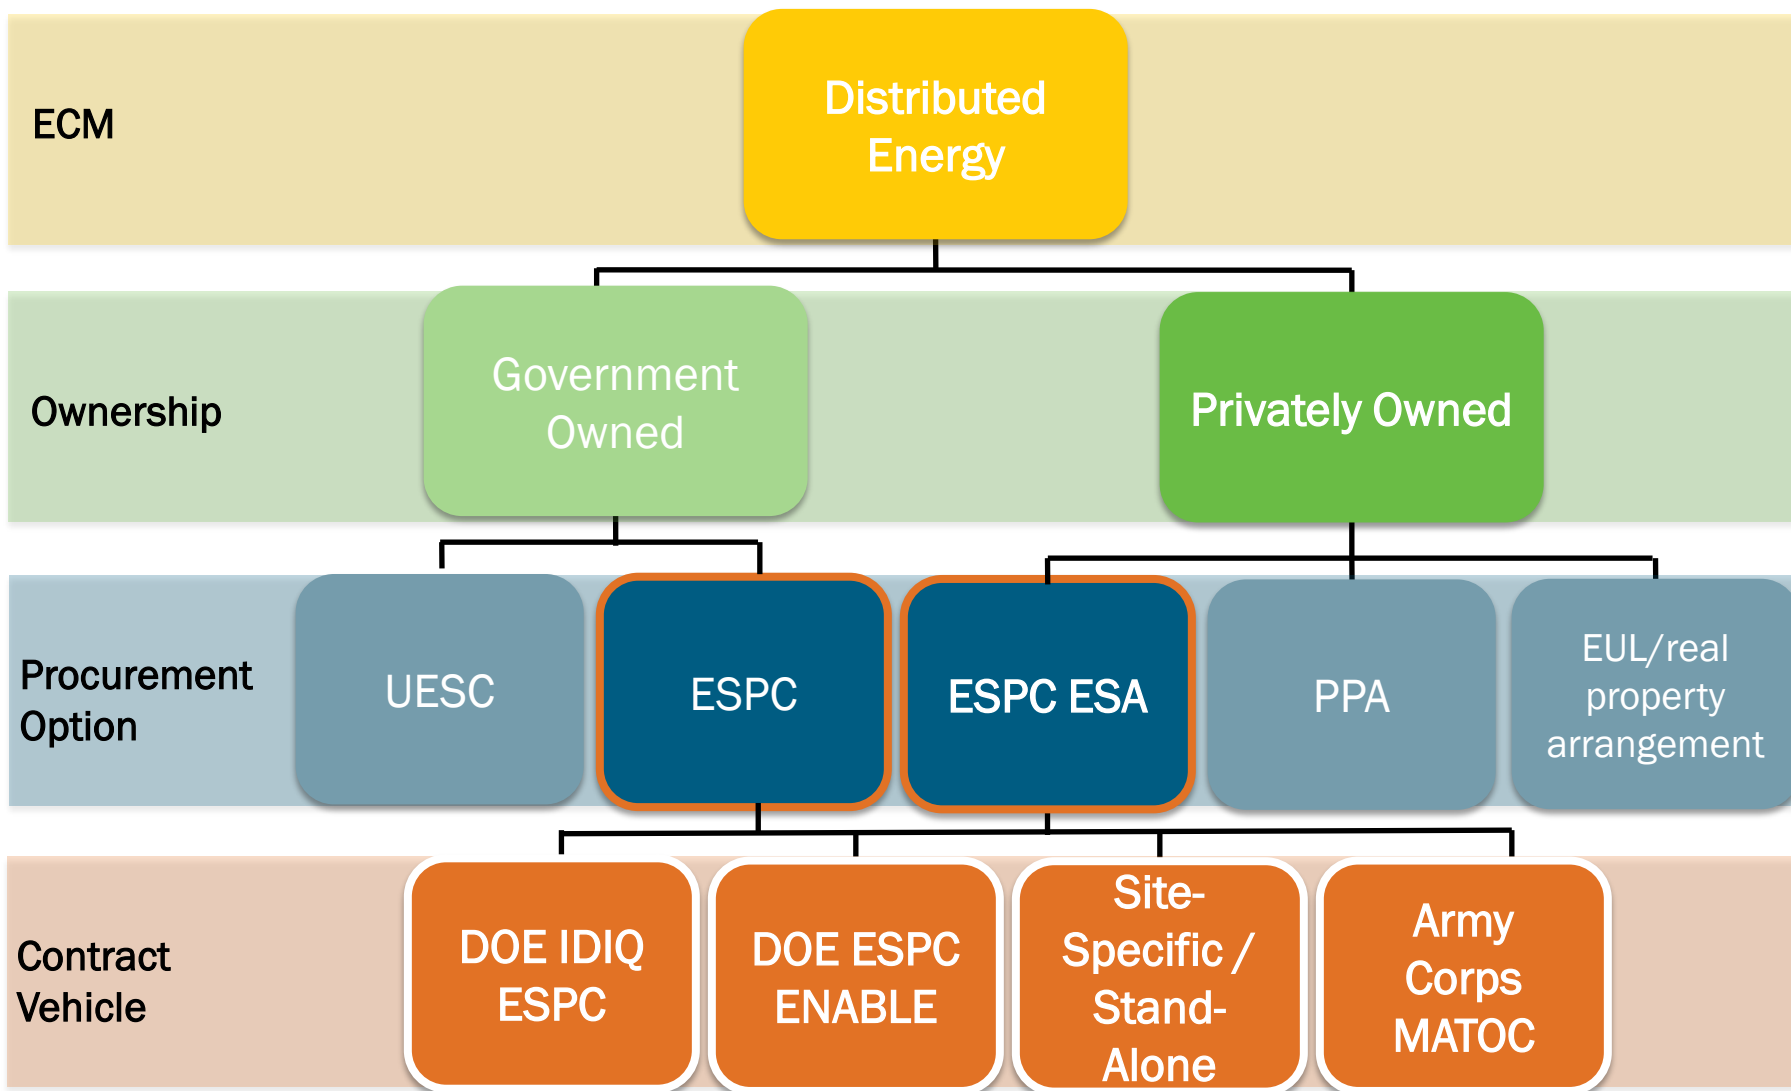 ECM
Distributed
Energy
Ownership
Government
Owned
Privately Owned
Procurement
Option
UESC
ESPC
ESPC ESA
PPA
EUL/real
property
arrangement
Contract
Vehicle
DOE IDIQ
ESPC
DOE ESPC
ENABLE
Site-
Specific /
Stand-
Alone
Army
Corps
MATOC